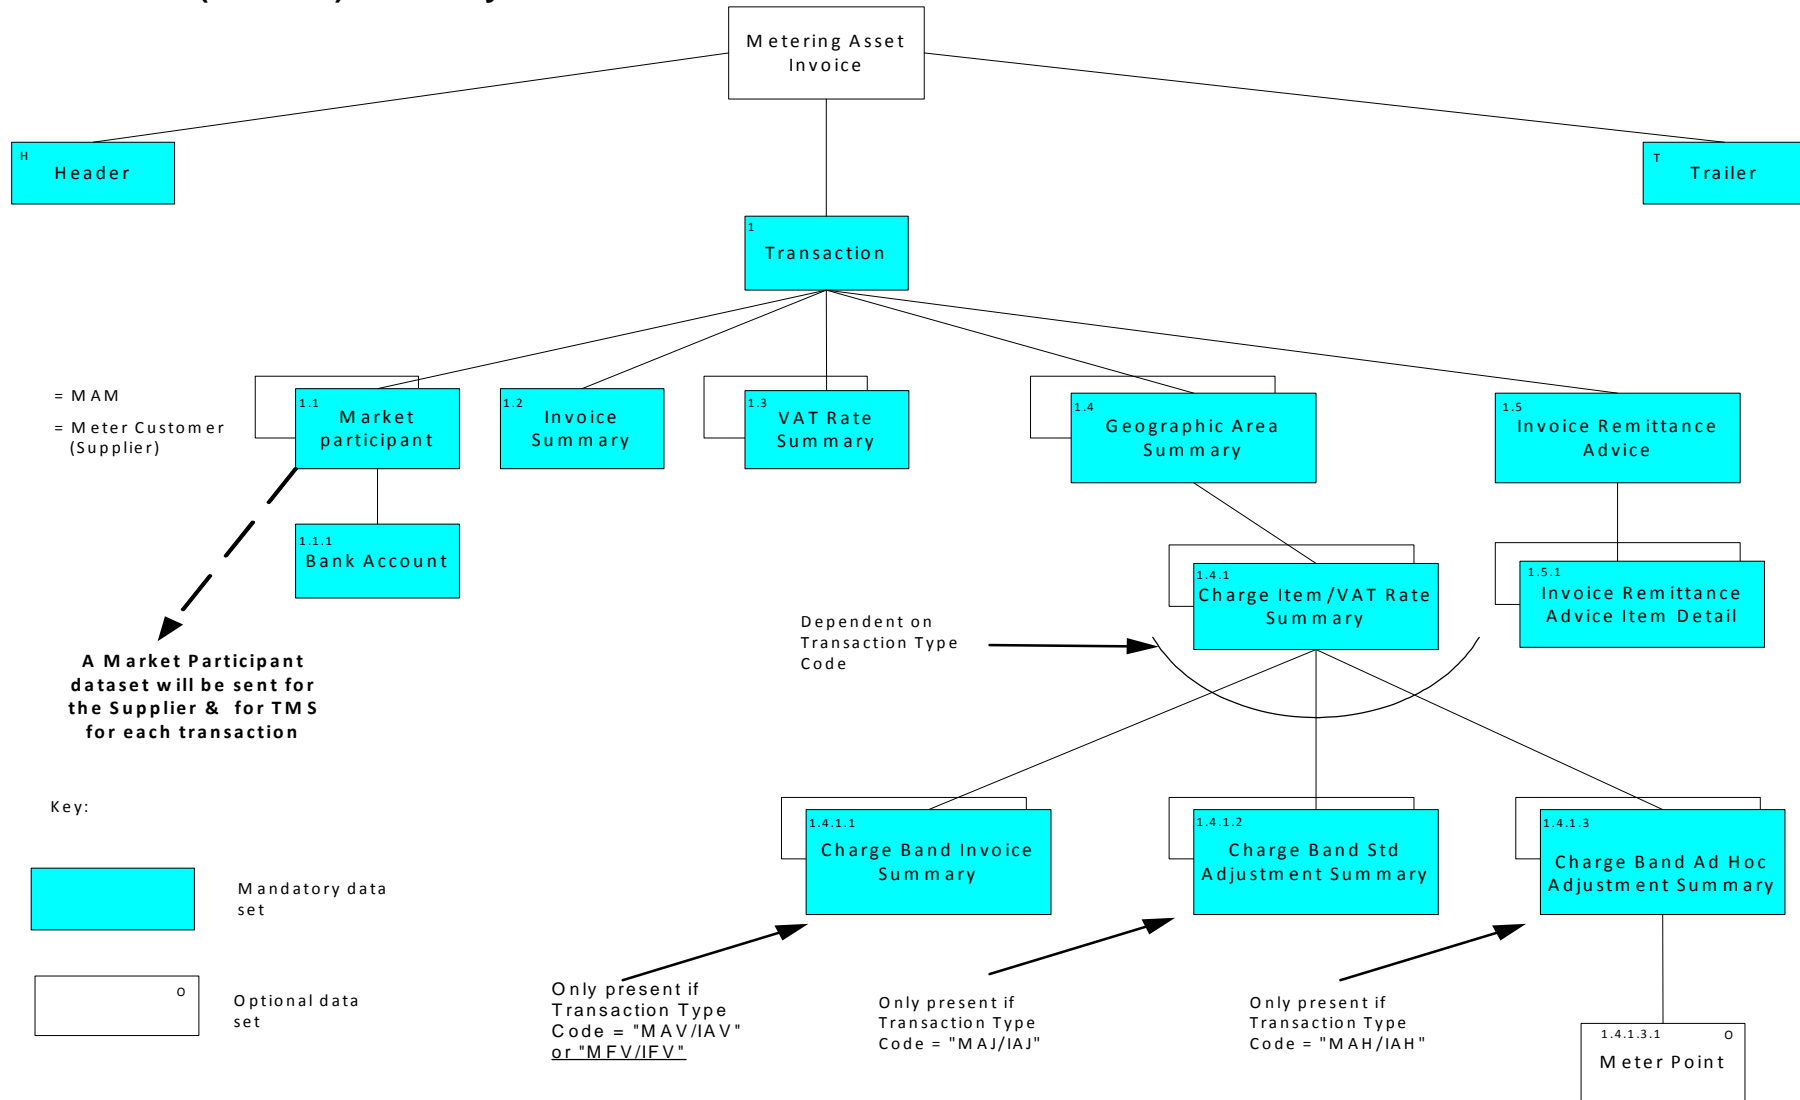 Metering Asset
Invoice
H
Header
T
Trailer
1
Transaction
= MAM
= Meter Customer
(Supplier)
1.1
Market
participant
1.2
Invoice
Summary
1.3
VAT Rate
Summary
1.4
Geographic Area
Summary
1.5
Invoice Remittance
Advice
1.1.1
Bank Account
1.4.1
Charge Item/VAT Rate
Summary
1.5.1
Invoice Remittance
Advice Item Detail
Dependent on
Transaction Type
Code
A Market Participant
dataset will be sent for
the Supplier & for TMS
for each transaction
Key:
Mandatory data
set
O
Optional data
set
1.4.1.1
Charge Band Invoice
Summary
1.4.1.2
Charge Band Std
Adjustment Summary
1.4.1.3
Charge Band Ad Hoc
Adjustment Summary
Only present if
Transaction Type
Code = "MAV/IAV"
or "MFV/IFV"
Only present if
Transaction Type
Code = "MAJ/IAJ"
Only present if
Transaction Type
Code = "MAH/IAH"
1.4.1.3.1
O
Meter Point